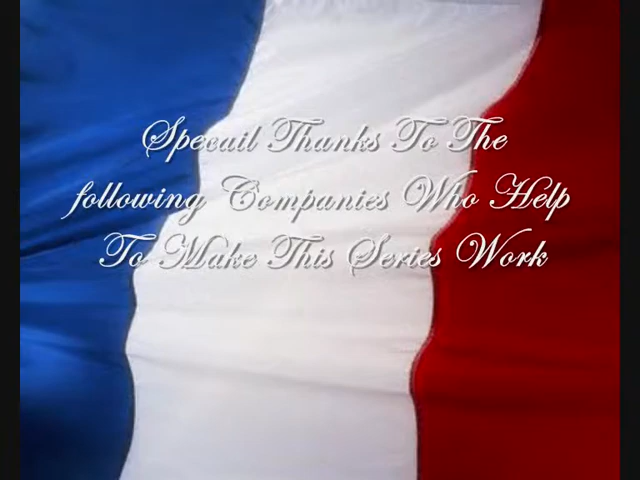 Specail Thanks To The
following Companies Who Help
To Make This Series Work